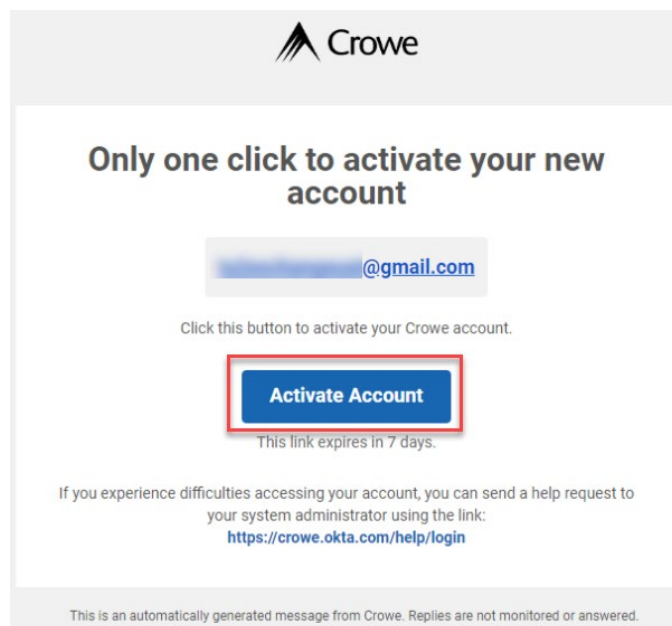 Crowe
Only one click to activate your new
account
@gmail.com
Click this button to activate your Crowe account.
Activate Account
This link expires in 7 days.
If you experience difficulties accessing your account, you can send a help request to
your system administrator using the link:
https://crowe.okta.com/help/login
This is an automatically generated message from Crowe. Replies are not monitored or answered.